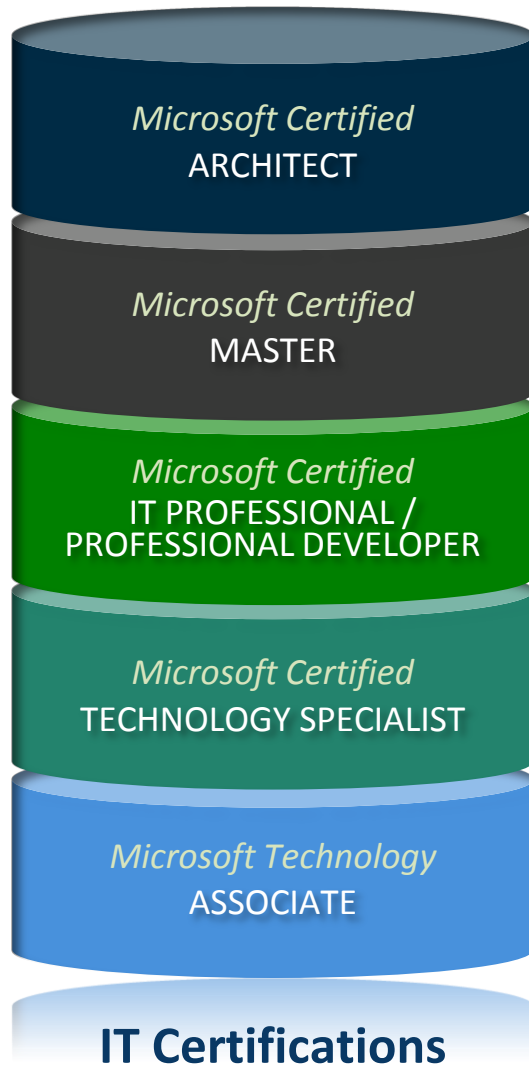 Microsoft Certified
ARCHITECT
Microsoft Certified
MASTER
Microsoft Certified
IT PROFESSIONAL /
PROFESSIONAL DEVELOPER
Microsoft Certified
TECHNOLOGY SPECIALIST
Microsoft Technology
ASSOCIATE
IT Certifications